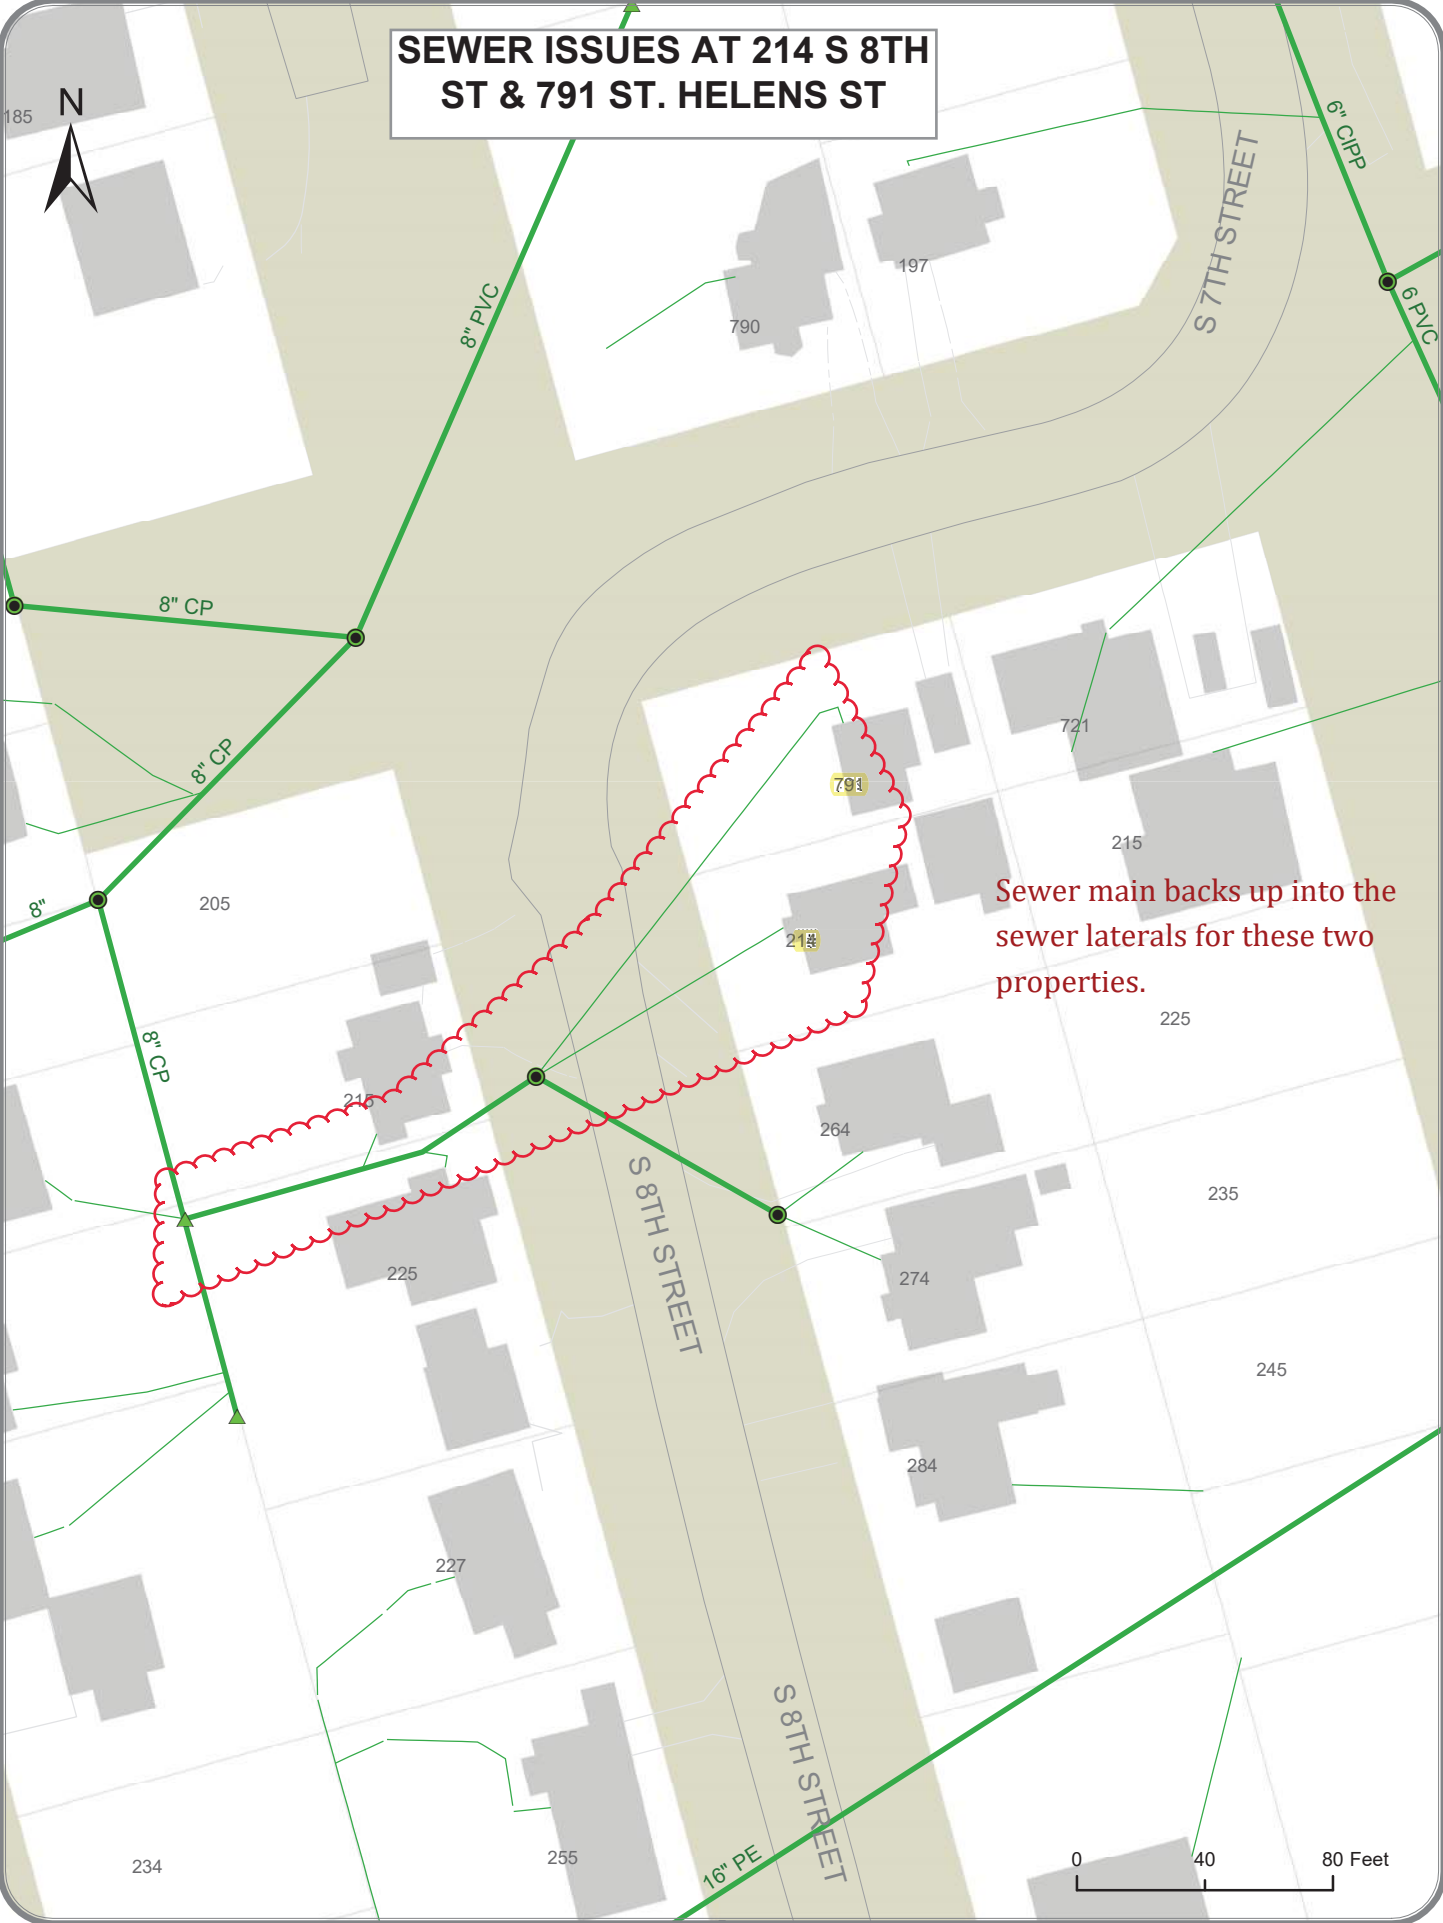 SEWER ISSUES AT 214 S 8TH
ST & 791 ST. HELENS ST
N
185
6" CIPP
S 7TH STREET
197
6 PVC
8" PVC
790
8" CP
721
8" CP
791
215
Sewer main backs up into the
sewer laterals for these two
properties.
205
8"
214
225
8" CP
215
264
S 8TH STREET
235
225
274
245
284
227
S 8TH STREET
16" PE
234
255
0 40 80 Feet